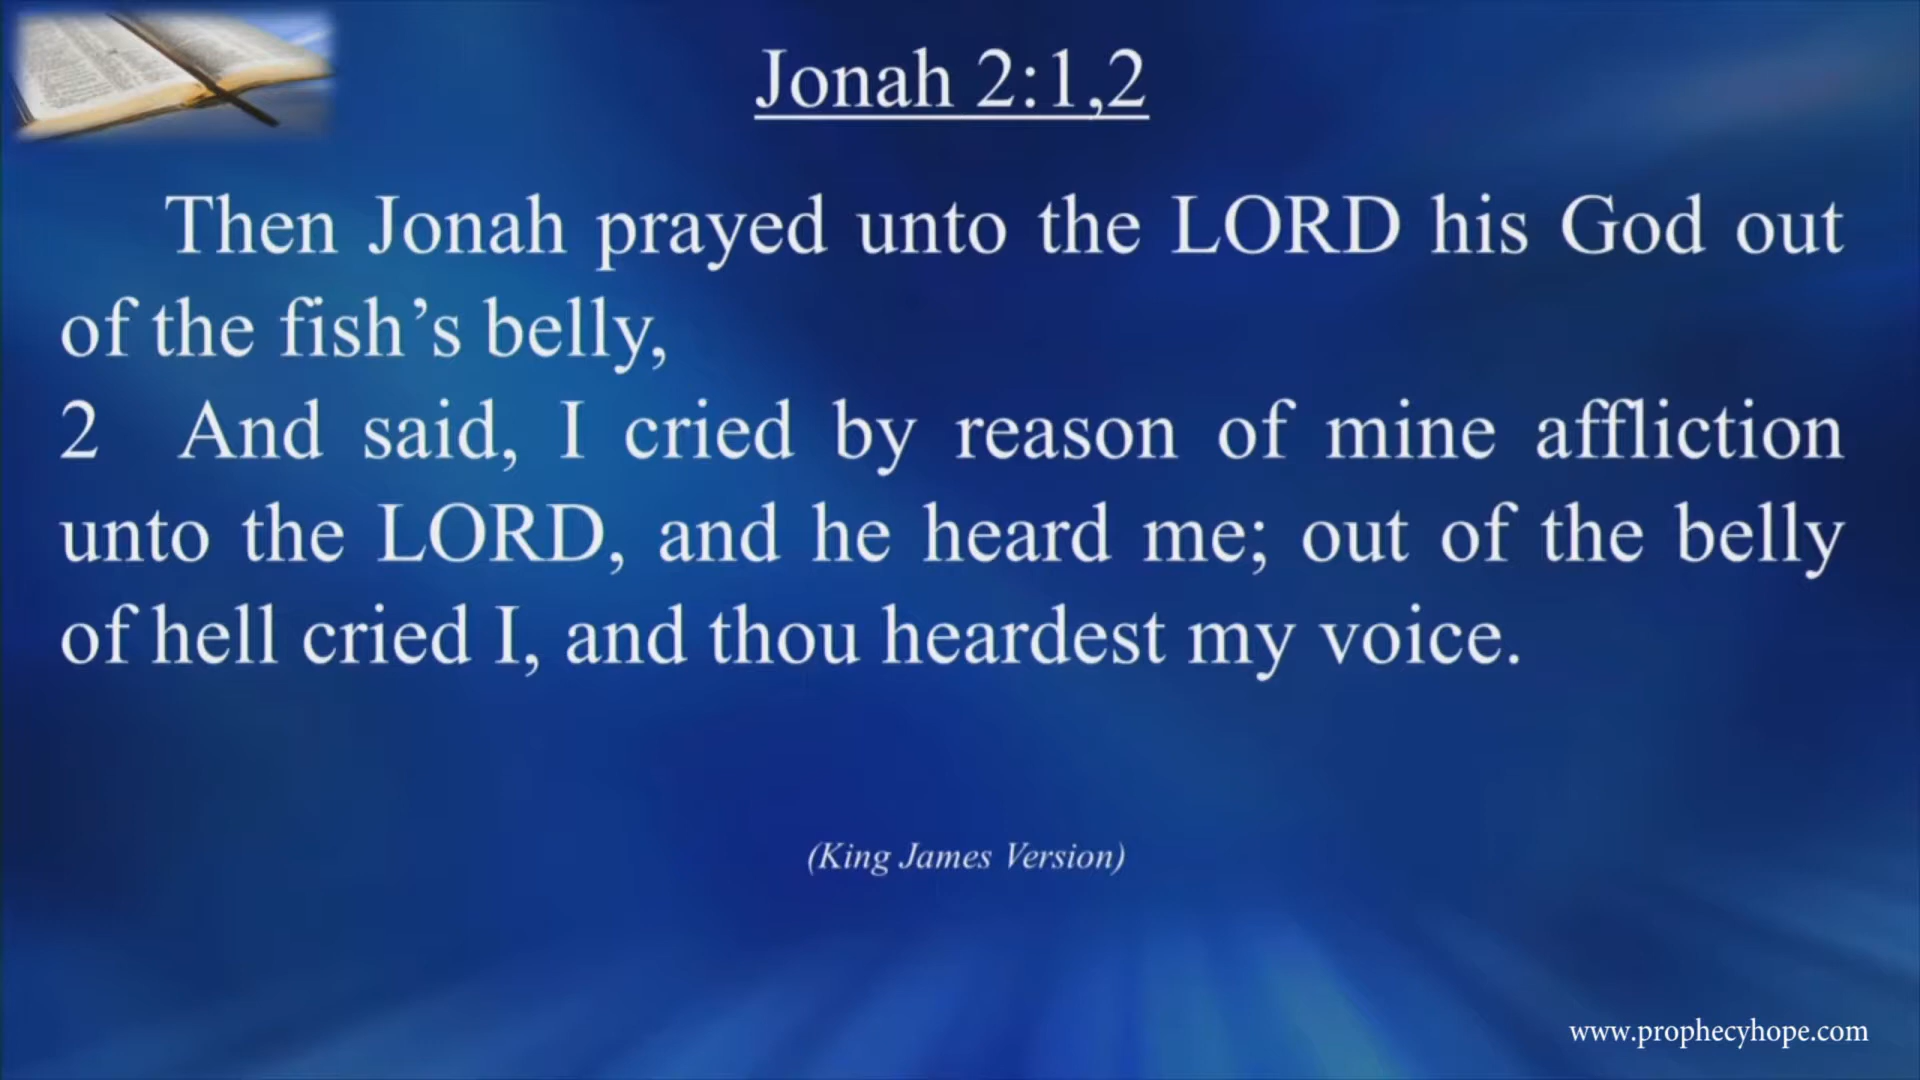 Jonah 2:1,2
Then Jonah prayed unto the LORD his God out
of the fish’s belly,
2 And said, I cried by reason of mine affliction
unto the LORD, and he heard me; out of the belly
of hell cried I, and thou heardest my voice.
(King James Version)
www.prophecyhope.com